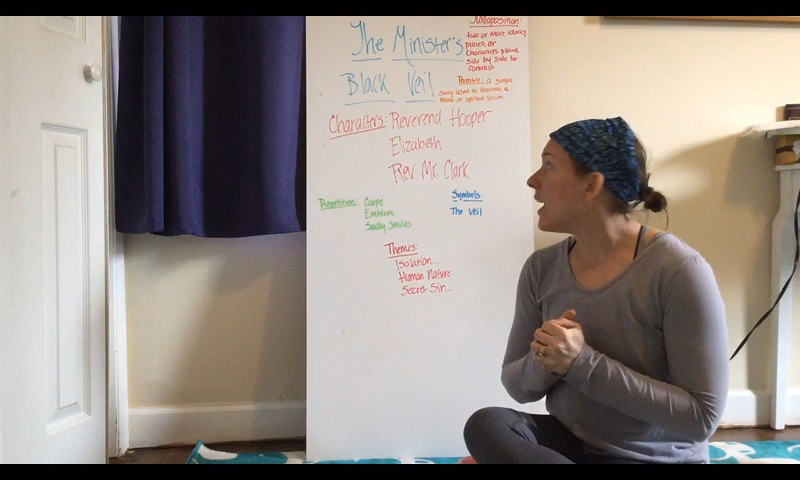 The Minister's
Black Veil
Juxtaposition:
two or more ideas,
places, or
characters placed
side by side for
contrast
Parable: a simple
story used to illustrate a
moral or spiritual lesson
Characters: Reverend Hooper
Elizabeth
Rev. Mr. Clark
Repetition: Crape
Emblem
Sadly Smiles
Symbols
The Veil
Themes:
Isolation...
Human Nature...
Secret Sin...